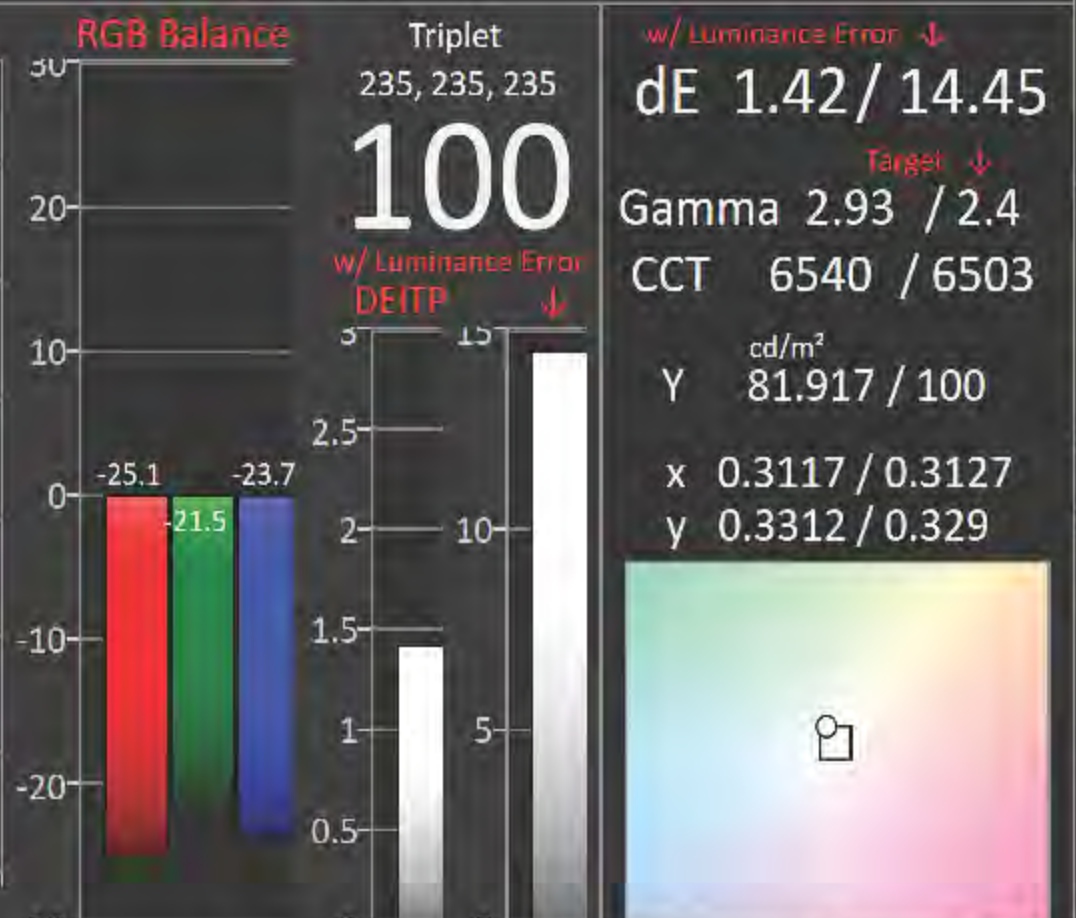 RGB Balance
30
20
10
0
-10
-20
-25.1
-21.5
-23.7
Triplet
235, 235, 235
100
w/ Luminance Error
DEITP ↓
3
2.5
2
1.5
1
0.5
15
10
5
w/ Luminance Error ↓
dE 1.42/ 14.45
Target ↓
Gamma 2.93 / 2.4
CCT 6540 / 6503
cd/m²
Y 81.917 / 100
x 0.3117 / 0.3127
y 0.3312 / 0.329